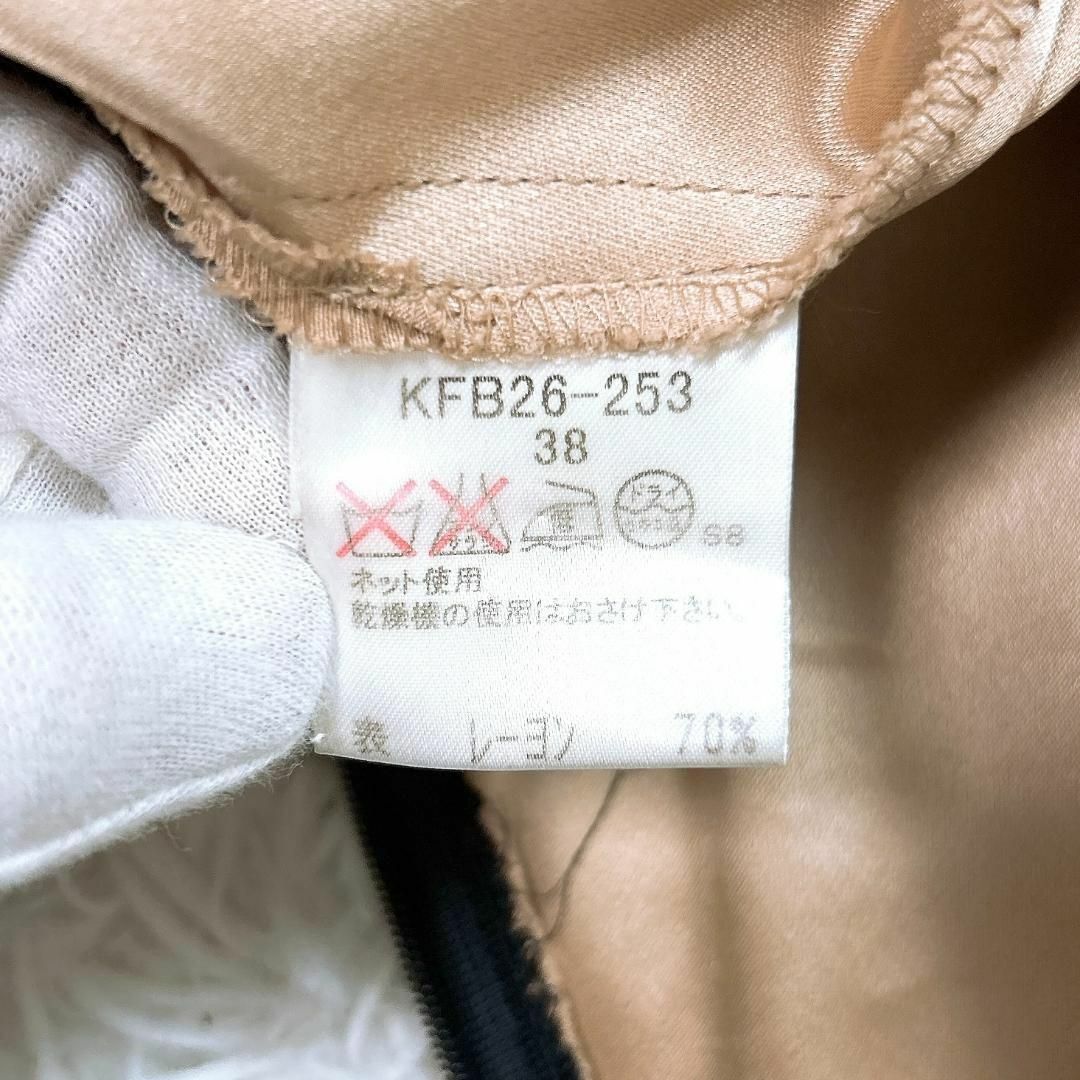 KFB26-253
38
ドライ S8
ネット使用
乾燥機の使用はおさけ下さい。
表 レーヨン 70%